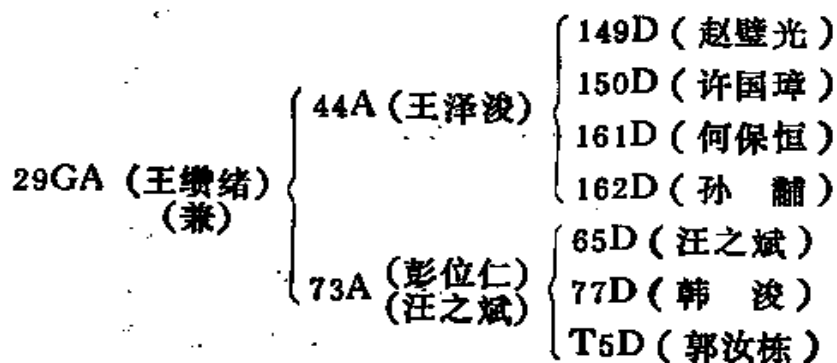 29GA (王缵绪)
(兼)
44A (王泽浚)
149D (赵璧光)
150D (许国璋)
161D (何保恒)
162D (孙 黼)
73A (彭位仁)
(汪之斌)
65D (汪之斌)
77D (韩 浚)
T5D (郭汝栋)